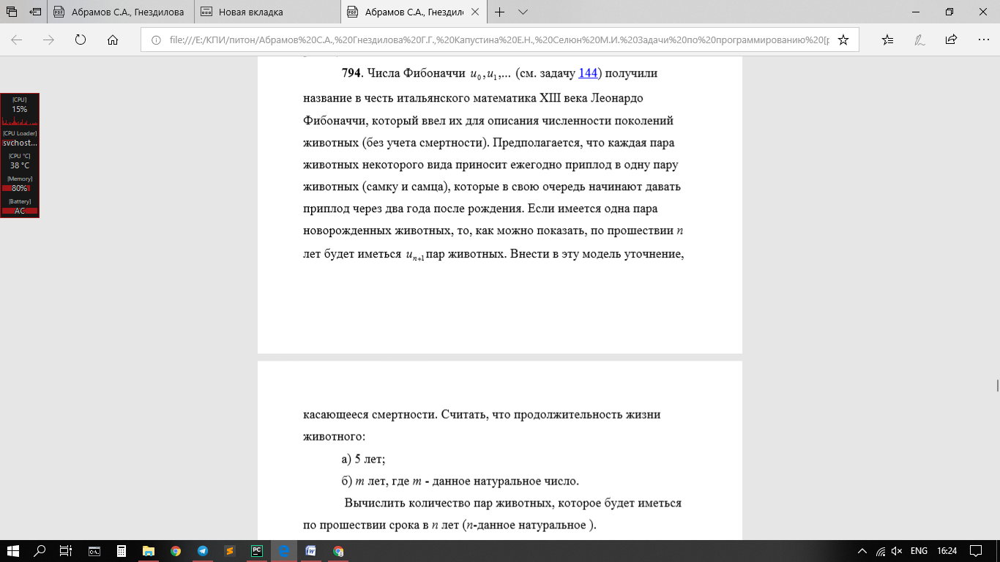 Абрамов С.А., Гнездилова
Новая вкладка
Абрамов С.А., Гнездил
file:///E:/КПИ/питон/Абрамов%20С.А.,%20Гнездилова%20Г.Г.,%20Капустина%20Е.Н.,%20Селюн%20М.И.%20Задачи%20по%20программированию%20[p
[CPU]
15%
[CPU Loader]
svchost...
[CPU °C]
38 °C
[Memory]
80%
[Battery]
AC
794. Числа Фибоначчи u₀,u₁,... (см. задачу 144) получили
название в честь итальянского математика XIII века Леонардо
Фибоначчи, который ввел их для описания численности поколений
животных (без учета смертности). Предполагается, что каждая пара
животных некоторого вида приносит ежегодно приплод в одну пару
животных (самку и самца), которые в свою очередь начинают давать
приплод через два года после рождения. Если имеется одна пара
новорожденных животных, то, как можно показать, по прошествии n
лет будет иметься uₙ₊₁ пар животных. Внести в эту модель уточнение,
касающееся смертности. Считать, что продолжительность жизни
животного:
а) 5 лет;
б) m лет, где m - данное натуральное число.
Вычислить количество пар животных, которое будет иметься
по прошествии срока в n лет (n-данное натуральное ).
ENG
16:24